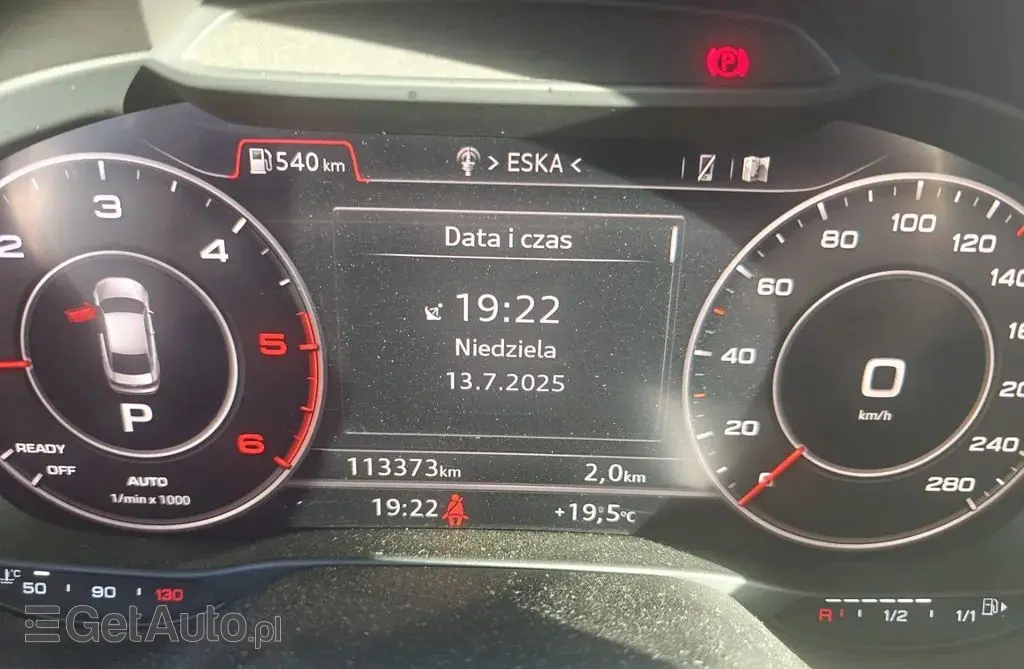 P
540 km
> ESKA <
2
3
4
5
6
P
READY
OFF
AUTO
1/min x 1000
Data i czas
19:22
Niedziela
13.7.2025
113373km
2,0km
19:22
+19,5°C
20
40
60
80
100
120
240
280
0
km/h
°C
50
90
130
R
1/2
1/1
GetAuto.pl